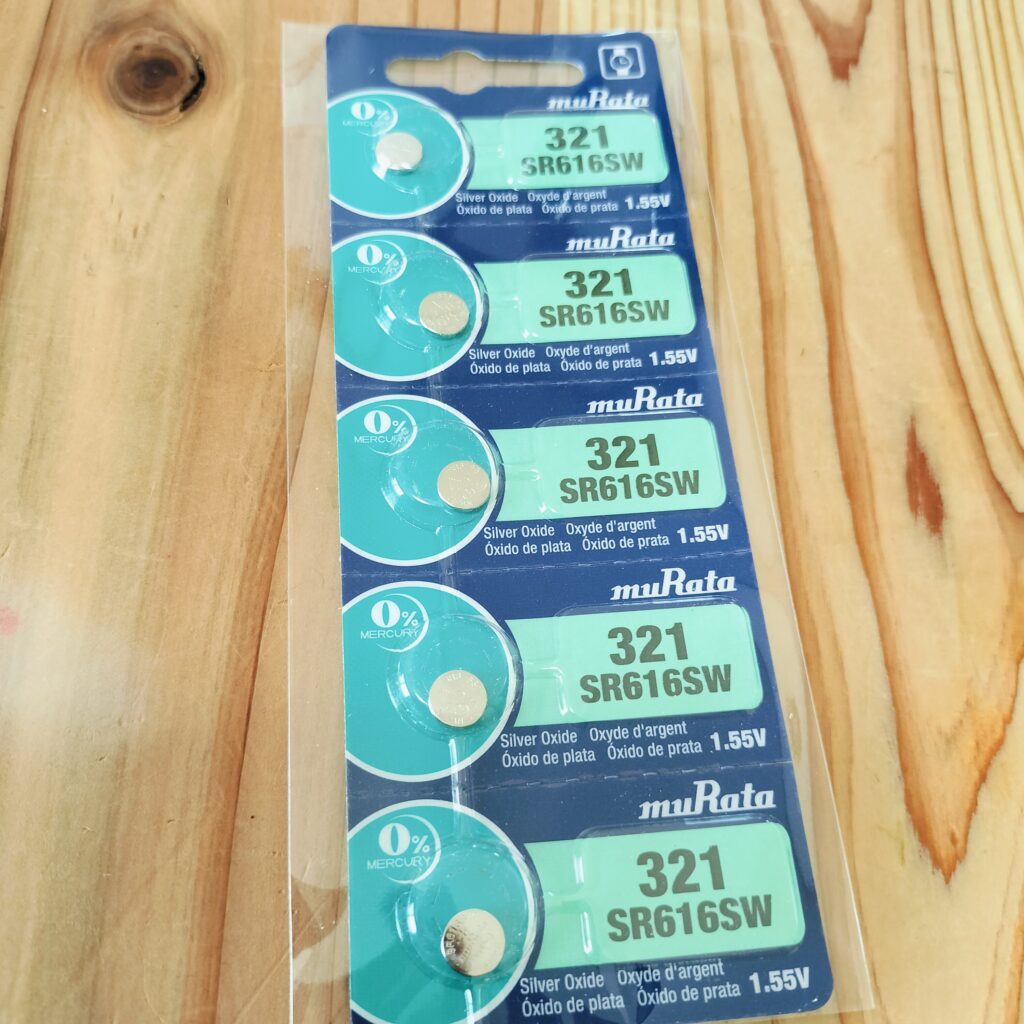 muRata
0%
MERCURY
321
SR616SW
Silver Oxide Oxyde d'argent
Óxido de plata Óxido de prata 1.55V
muRata
0%
MERCURY
321
SR616SW
Silver Oxide Oxyde d'argent
Óxido de plata Óxido de prata 1.55V
muRata
0%
MERCURY
321
SR616SW
Silver Oxide Oxyde d'argent
Óxido de plata Óxido de prata 1.55V
muRata
0%
MERCURY
321
SR616SW
Silver Oxide Oxyde d'argent
Óxido de plata Óxido de prata 1.55V
muRata
0%
MERCURY
321
SR616SW
Silver Oxide Oxyde d'argent
Óxido de plata Óxido de prata 1.55V